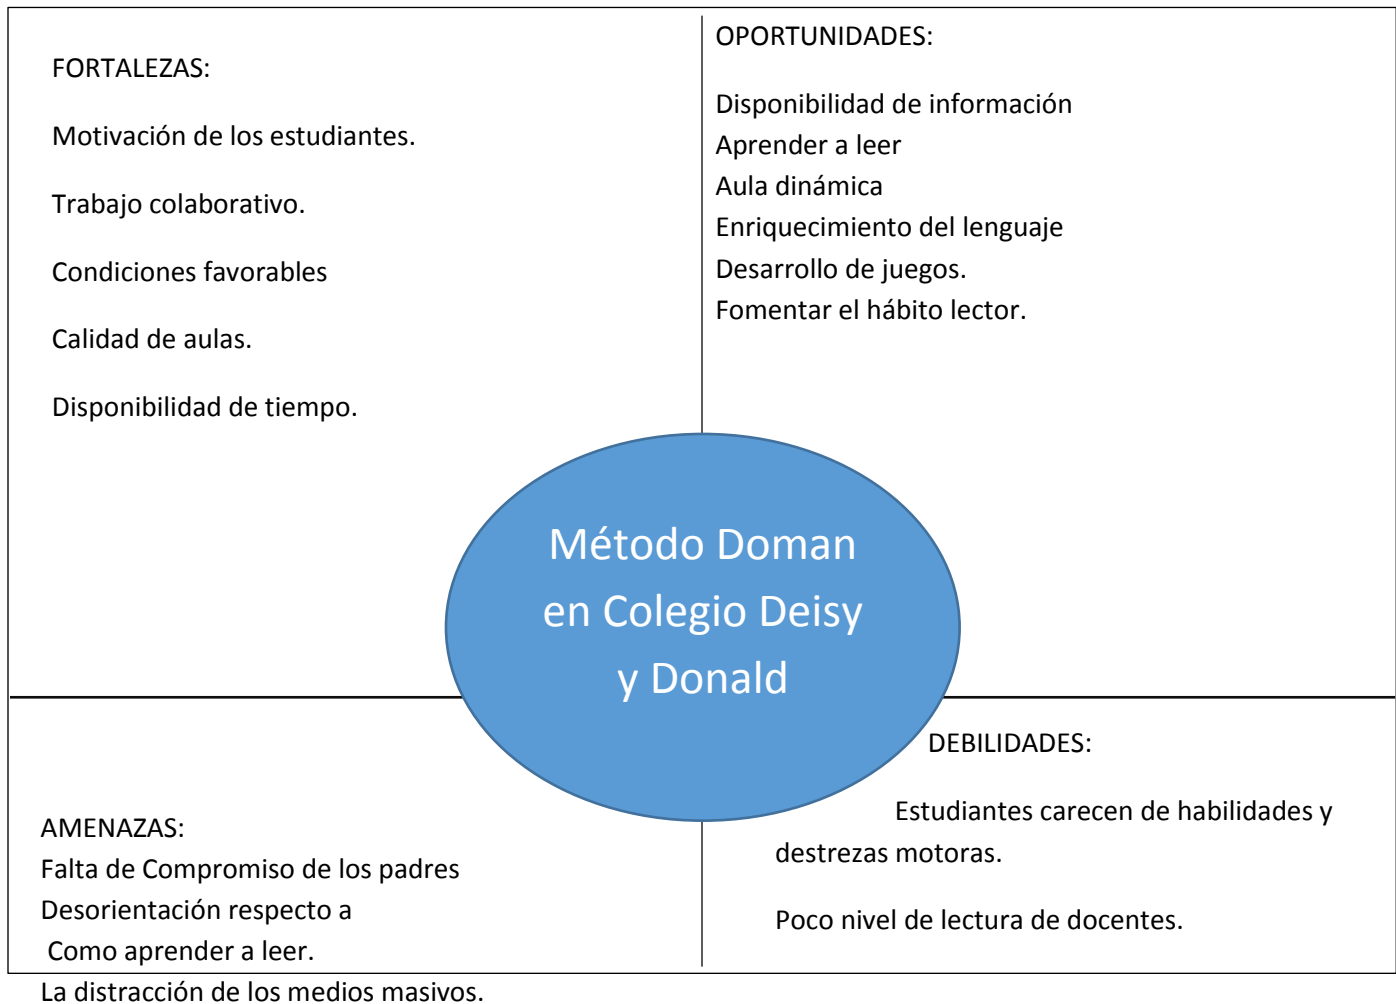 FORTALEZAS:
Motivación de los estudiantes.
Trabajo colaborativo.
Condiciones favorables
Calidad de aulas.
Disponibilidad de tiempo.
OPORTUNIDADES:
Disponibilidad de información
Aprender a leer
Aula dinámica
Enriquecimiento del lenguaje
Desarrollo de juegos.
Fomentar el hábito lector.
Método Doman
en Colegio Deisy
y Donald
AMENAZAS:
Falta de Compromiso de los padres
Desorientación respecto a
Como aprender a leer.
La distracción de los medios masivos.
DEBILIDADES:
Estudiantes carecen de habilidades y
destrezas motoras.
Poco nivel de lectura de docentes.